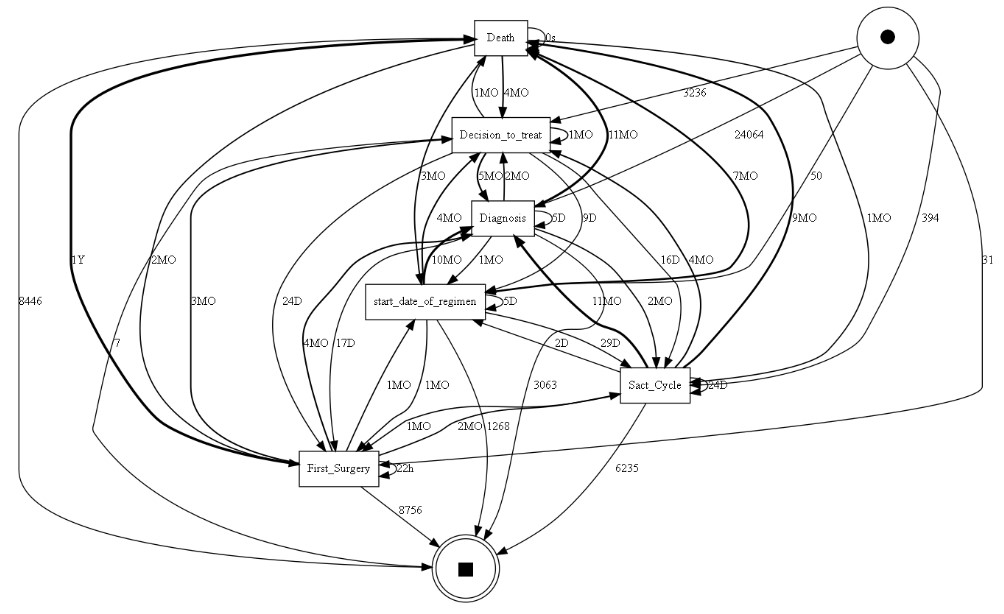 Death
0s
1MO
4MO
3236
Decision_to_treat
1MO
11MO
24064
3MO
5MO
2MO
7MO
50
4MO
Diagnosis
5D
9D
9MO
1MO
394
1Y
2MO
10MO
1MO
16D
4MO
31
8446
3MO
24D
start_date_of_regimen
5D
11MO
2MO
7
4MO
17D
2D
29D
1MO
1MO
3063
Sact_Cycle
24D
1MO
2MO
1268
First_Surgery
22h
6235
8756